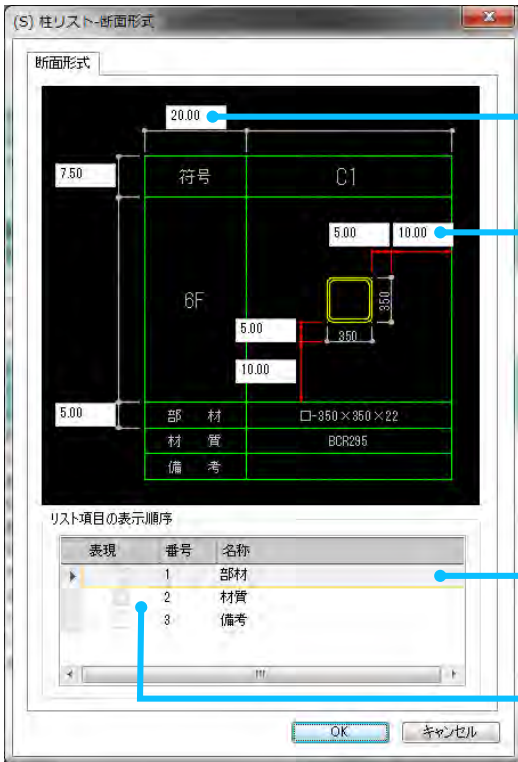 (S) 柱リスト-断面形式
断面形式
20.00
7.50
符号 C1
5.00 10.00
6F
350
5.00
350
10.00
5.00
部 材 □-350×350×22
材 質 BCR295
備 考
リスト項目の表示順序
表現 番号 名称
1 部材
2 材質
3 備考
OK キャンセル